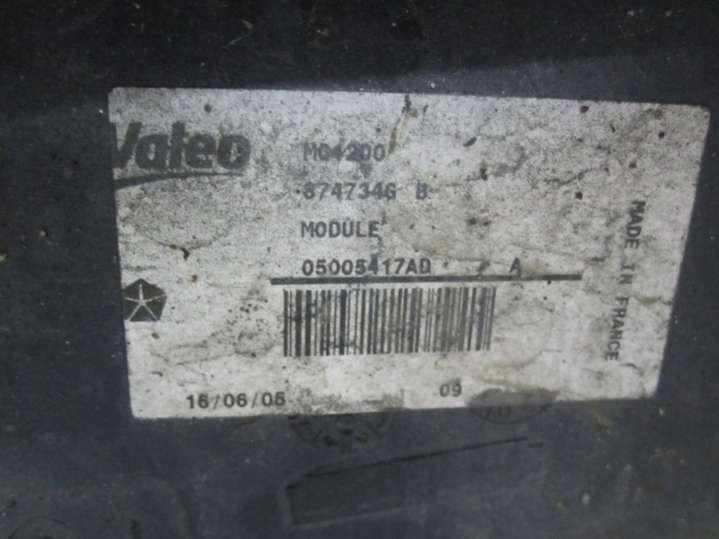 Valeo
M04200
874734G B
MODULE
05005417AD A
16/06/05 09
MADE IN FRANCE